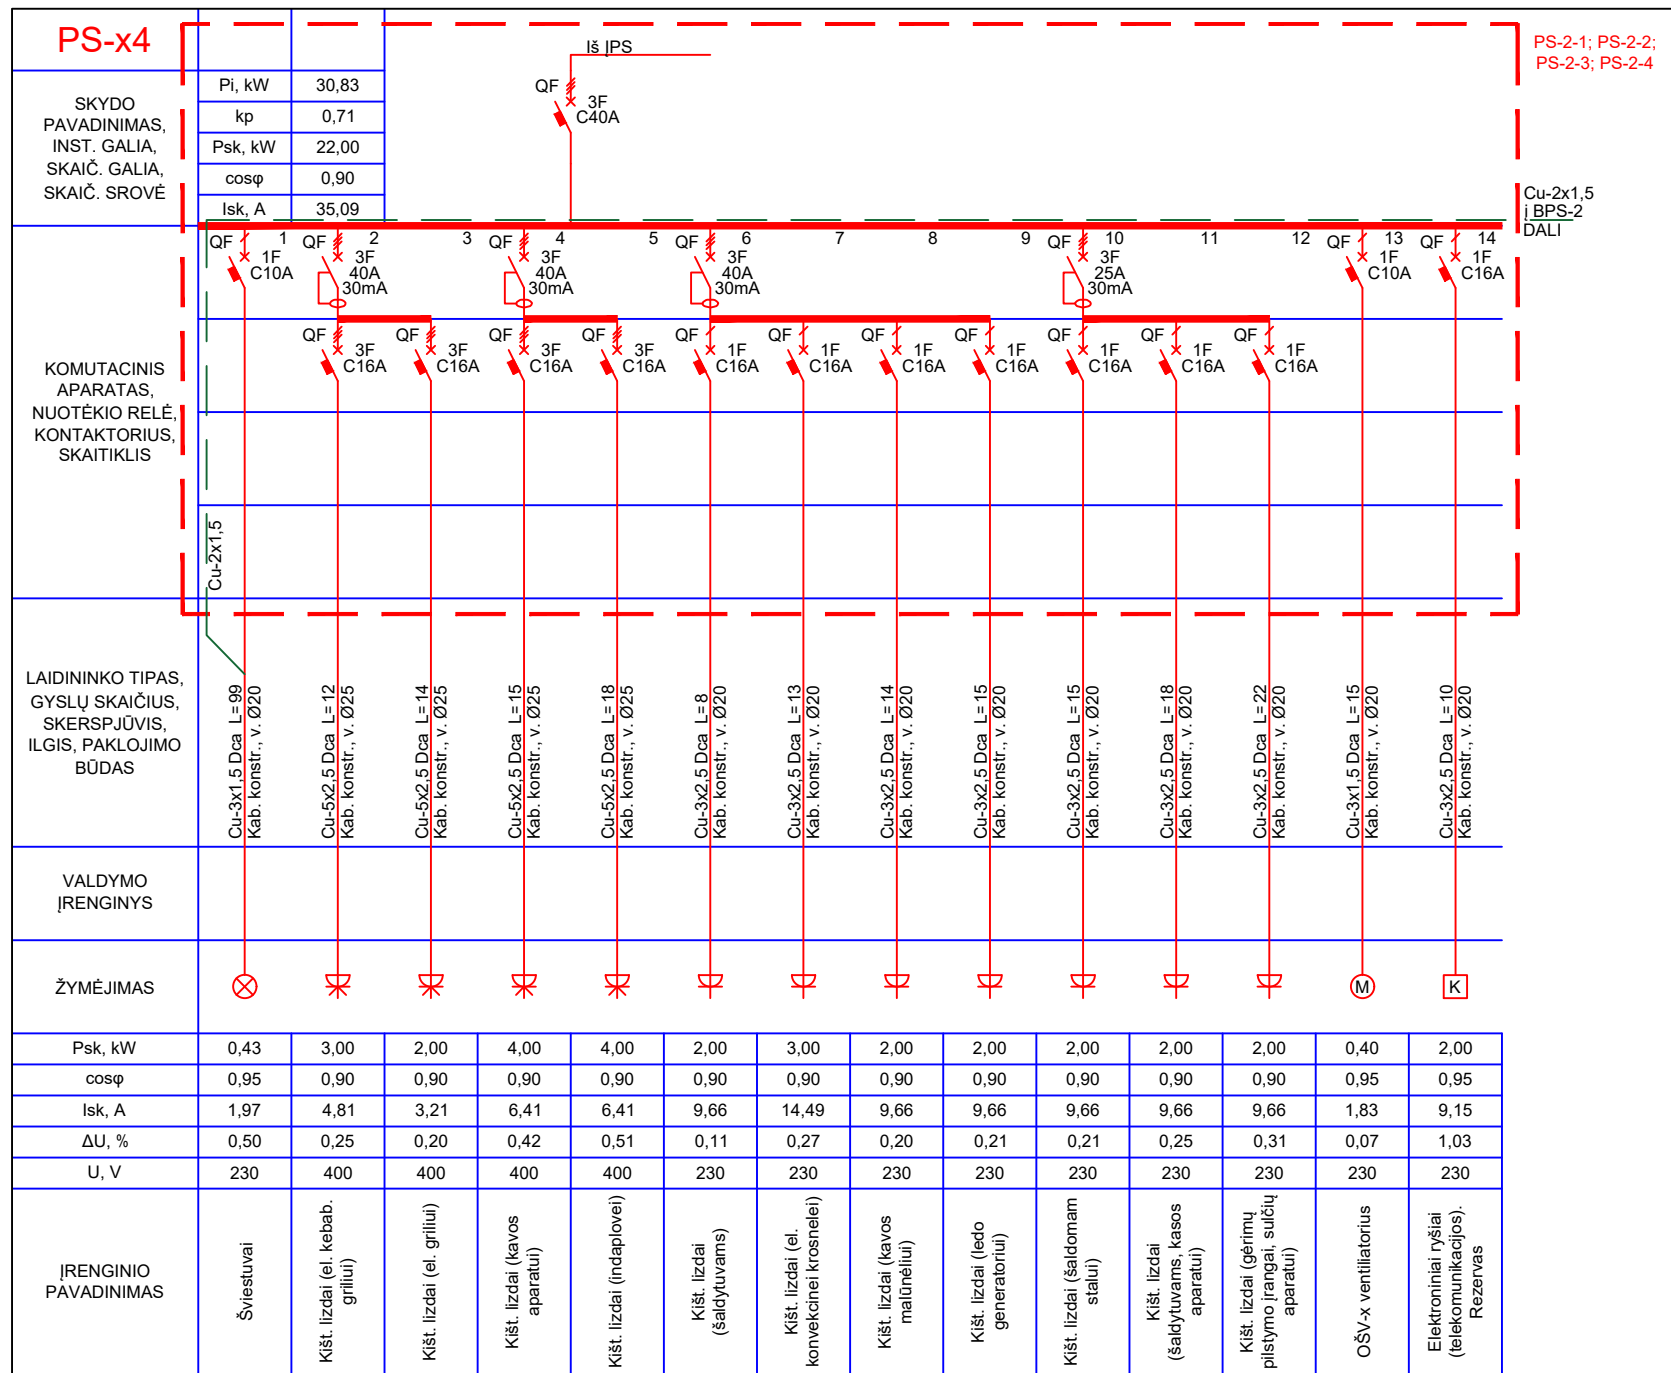 PS-x4
Iš ĮPS
PS-2-1; PS-2-2;
PS-2-3; PS-2-4
SKYDO
PAVADINIMAS,
INST. GALIA,
SKAIČ. GALIA,
SKAIČ. SROVĖ
Pi, kW 30,83
kp 0,71
Psk, kW 22,00
cosφ 0,90
Isk, A 35,09
QF
3F
C40A
Cu-2x1,5
į BPS-2
DALI
1 2 3 4 5 6 7 8 9 10 11 12 13 14
QF 1F C10A
QF 3F 40A 30mA
QF 3F 40A 30mA
QF 3F 40A 30mA
QF 3F 25A 30mA
QF 1F C10A
QF 1F C16A
KOMUTACINIS
APARATAS,
NUOTĖKIO RELĖ,
KONTAKTORIUS,
SKAITIKLIS
QF 3F C16A
QF 3F C16A
QF 3F C16A
QF 3F C16A
QF 1F C16A
QF 1F C16A
QF 1F C16A
QF 1F C16A
QF 1F C16A
QF 1F C16A
QF 1F C16A
Cu-2x1,5
LAIDININKO TIPAS,
GYSLŲ SKAIČIUS,
SKERSPJŪVIS,
ILGIS, PAKLOJIMO
BŪDAS
Cu-3x1,5 Dca L= 99
Kab. konstr., v. Ø20
Cu-5x2,5 Dca L= 12
Kab. konstr., v. Ø25
Cu-5x2,5 Dca L= 14
Kab. konstr., v. Ø25
Cu-5x2,5 Dca L= 15
Kab. konstr., v. Ø25
Cu-5x2,5 Dca L= 18
Kab. konstr., v. Ø25
Cu-3x2,5 Dca L= 8
Kab. konstr., v. Ø20
Cu-3x2,5 Dca L= 13
Kab. konstr., v. Ø20
Cu-3x2,5 Dca L= 14
Kab. konstr., v. Ø20
Cu-3x2,5 Dca L= 15
Kab. konstr., v. Ø20
Cu-3x2,5 Dca L= 15
Kab. konstr., v. Ø20
Cu-3x2,5 Dca L= 18
Kab. konstr., v. Ø20
Cu-3x2,5 Dca L= 22
Kab. konstr., v. Ø20
Cu-3x1,5 Dca L= 15
Kab. konstr., v. Ø20
Cu-3x2,5 Dca L= 10
Kab. konstr., v. Ø20
VALDYMO
ĮRENGINYS
ŽYMĖJIMAS
M
K
Psk, kW 0,43 3,00 2,00 4,00 4,00 2,00 3,00 2,00 2,00 2,00 2,00 2,00 0,40 2,00
cosφ 0,95 0,90 0,90 0,90 0,90 0,90 0,90 0,90 0,90 0,90 0,90 0,90 0,95 0,95
Isk, A 1,97 4,81 3,21 6,41 6,41 9,66 14,49 9,66 9,66 9,66 9,66 9,66 1,83 9,15
ΔU, % 0,50 0,25 0,20 0,42 0,51 0,11 0,27 0,20 0,21 0,21 0,25 0,31 0,07 1,03
U, V 230 400 400 400 400 230 230 230 230 230 230 230 230 230
ĮRENGINIO
PAVADINIMAS
Šviestuvai
Kišt. lizdai (el. kebab.
griliui)
Kišt. lizdai (el. griliui)
Kišt. lizdai (kavos
aparatui)
Kišt. lizdai (indaplovei)
Kišt. lizdai
(šaldytuvams)
Kišt. lizdai (el.
konvekcinei krosnelei)
Kišt. lizdai (kavos
malūnėliui)
Kišt. lizdai (ledo
generatoriui)
Kišt. lizdai (šaldomam
stalui)
Kišt. lizdai
(šaldytuvams, kasos
aparatui)
Kišt. lizdai (gėrimų
pilstymo įrangai, sulčių
aparatui)
OŠV-x ventiliatorius
Elektroniniai ryšiai
(telekomunikacijos).
Rezervas